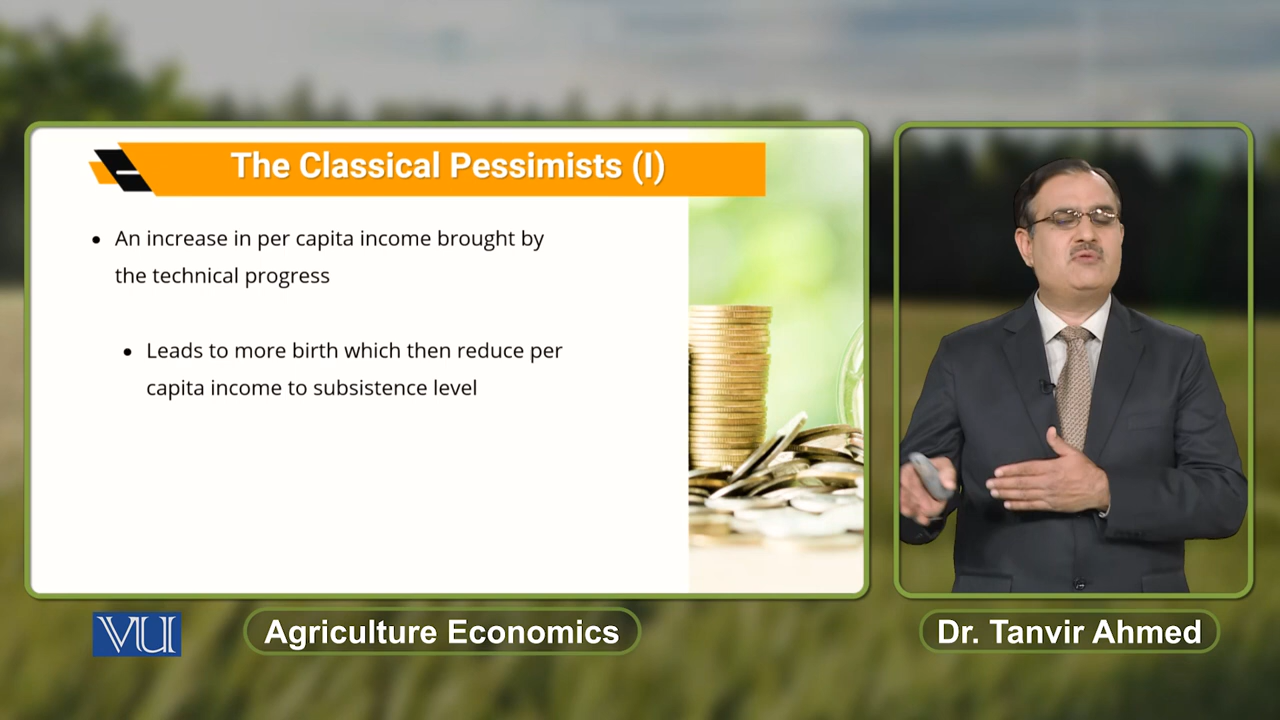 The Classical Pessimists (I)
• An increase in per capita income brought by
the technical progress
• Leads to more birth which then reduce per
capita income to subsistence level
VU
Agriculture Economics
Dr. Tanvir Ahmed